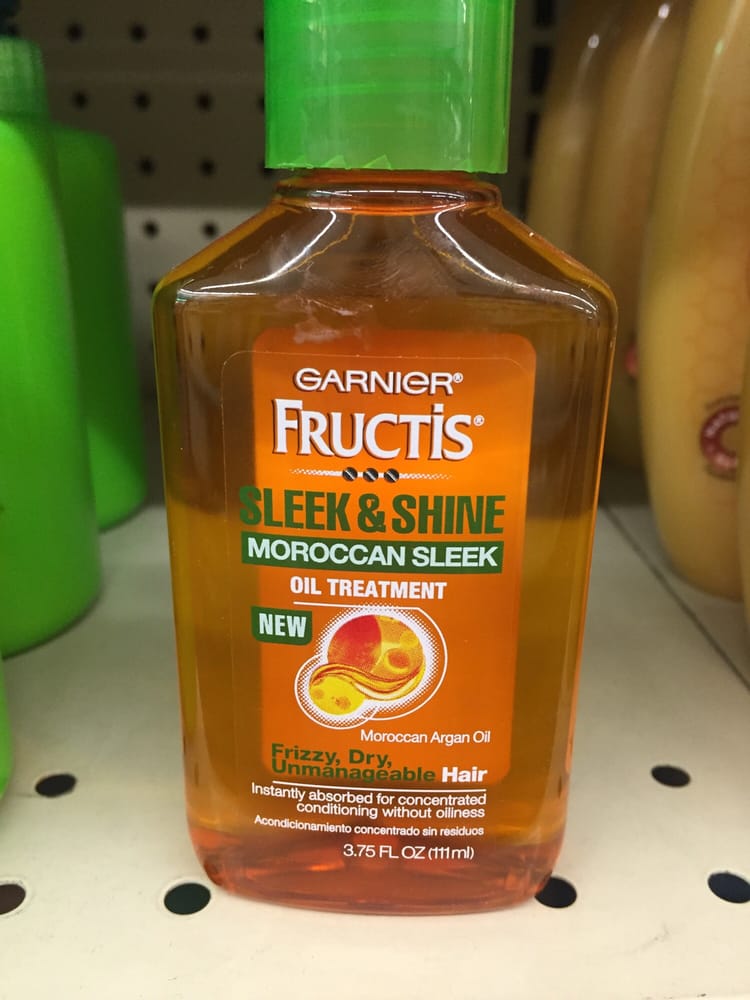 GARNIER®
FRUCTIS®
SLEEK & SHINE
MOROCCAN SLEEK
OIL TREATMENT
NEW
Moroccan Argan Oil
Frizzy, Dry,
Unmanageable Hair
Instantly absorbed for concentrated
conditioning without oiliness
Acondicionamiento concentrado sin residuos
3.75 FL OZ (111ml)